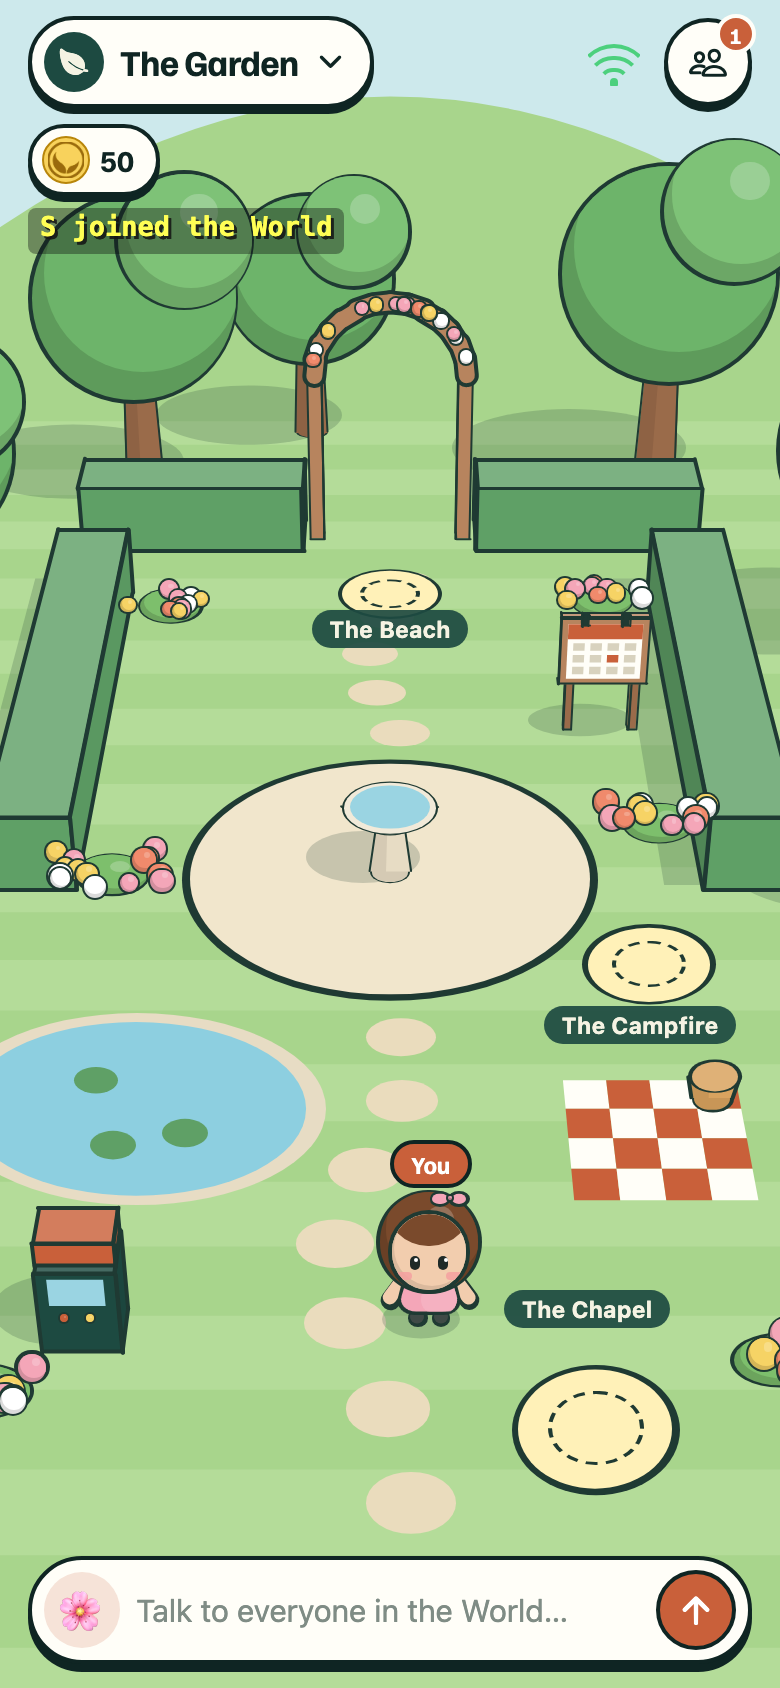 The Garden
1
50
S joined the World
The Beach
The Campfire
You
The Chapel
Talk to everyone in the World...